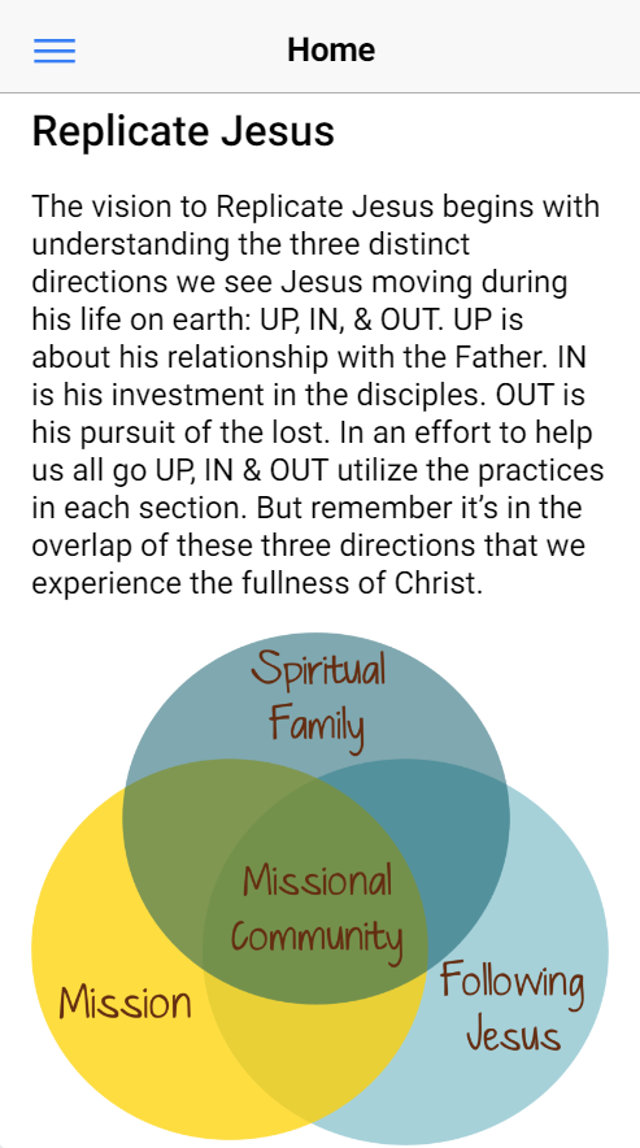 Home
Replicate Jesus
The vision to Replicate Jesus begins with
understanding the three distinct
directions we see Jesus moving during
his life on earth: UP, IN, & OUT. UP is
about his relationship with the Father. IN
is his investment in the disciples. OUT is
his pursuit of the lost. In an effort to help
us all go UP, IN & OUT utilize the practices
in each section. But remember it’s in the
overlap of these three directions that we
experience the fullness of Christ.
Spiritual
Family
Missional
Community
Mission
Following
Jesus